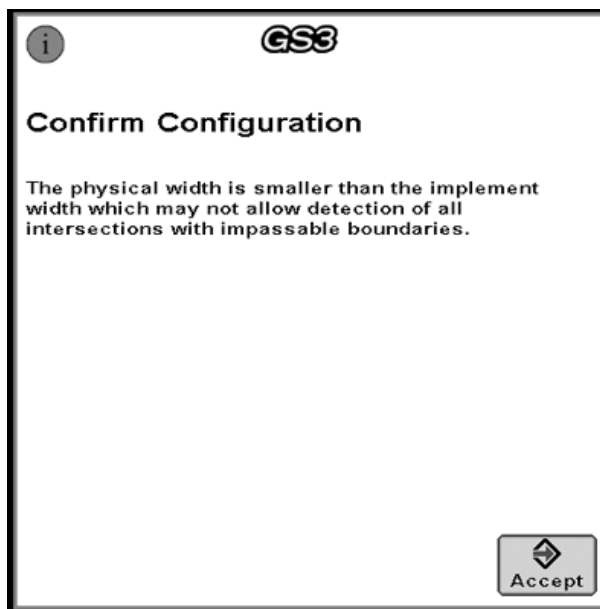 i
GS3
Confirm Configuration
The physical width is smaller than the implement
width which may not allow detection of all
intersections with impassable boundaries.
Accept